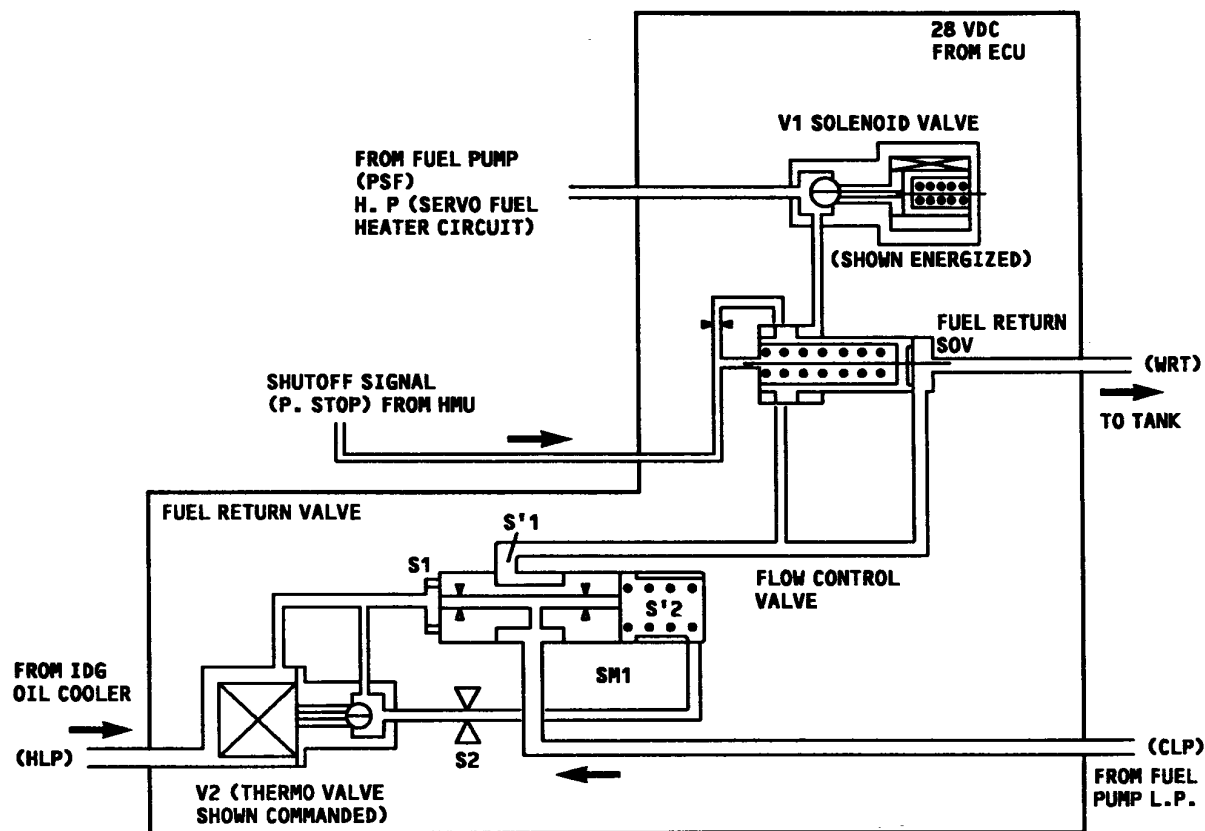 28 VDC
FROM ECU
V1 SOLENOID VALVE
FROM FUEL PUMP
(PSF)
H. P (SERVO FUEL
HEATER CIRCUIT)
(SHOWN ENERGIZED)
FUEL RETURN
SOV
(WRT)
TO TANK
SHUTOFF SIGNAL
(P. STOP) FROM HMU
FUEL RETURN VALVE
S'1
S1
FLOW CONTROL
VALVE
S'2
SM1
FROM IDG
OIL COOLER
(HLP)
S2
(CLP)
FROM FUEL
PUMP L.P.
V2 (THERMO VALVE
SHOWN COMMANDED)